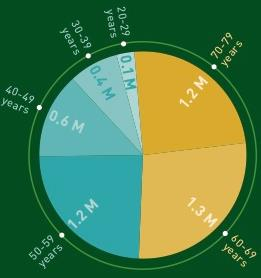 20-29
years
70-79
years
1.2 M
60-69
years
1.3 M
50-59
years
1.2 M
40-49
years
0.6 M
30-39
years
0.4 M
0.1 M